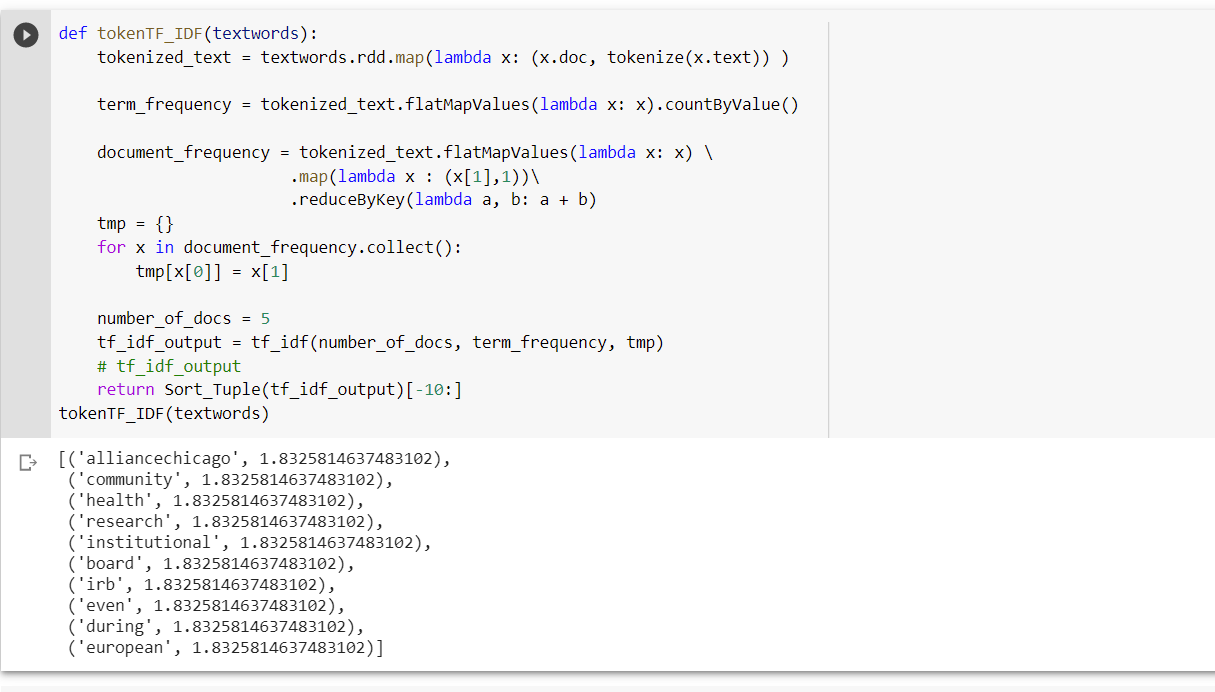 def tokenTF_IDF(textwords):
    tokenized_text = textwords.rdd.map(lambda x: (x.doc, tokenize(x.text)) )
    term_frequency = tokenized_text.flatMapValues(lambda x: x).countByValue()
    document_frequency = tokenized_text.flatMapValues(lambda x: x) \
                        .map(lambda x : (x[1],1))\
                        .reduceByKey(lambda a, b: a + b)
    tmp = {}
    for x in document_frequency.collect():
        tmp[x[0]] = x[1]
    number_of_docs = 5
    tf_idf_output = tf_idf(number_of_docs, term_frequency, tmp)
    # tf_idf_output
    return Sort_Tuple(tf_idf_output)[-10:]
tokenTF_IDF(textwords)
[('alliancechicago', 1.8325814637483102),
 ('community', 1.8325814637483102),
 ('health', 1.8325814637483102),
 ('research', 1.8325814637483102),
 ('institutional', 1.8325814637483102),
 ('board', 1.8325814637483102),
 ('irb', 1.8325814637483102),
 ('even', 1.8325814637483102),
 ('during', 1.8325814637483102),
 ('european', 1.8325814637483102)]